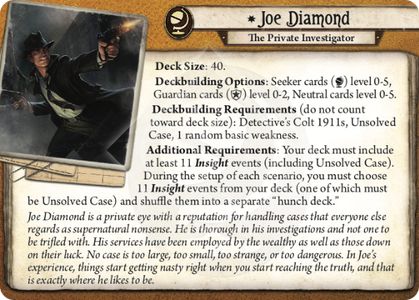 ✷ Joe Diamond
The Private Investigator
Deck Size: 40.
Deckbuilding Options: Seeker cards () level 0-5,
Guardian cards () level 0-2, Neutral cards level 0-5.
Deckbuilding Requirements (do not count
toward deck size): Detective's Colt 1911s, Unsolved
Case, 1 random basic weakness.
Additional Requirements: Your deck must include
at least 11 Insight events (including Unsolved Case).
During the setup of each scenario, you must choose
11 Insight events from your deck (one of which must
be Unsolved Case) and shuffle them into a separate “hunch deck.”
Joe Diamond is a private eye with a reputation for handling cases that everyone else
regards as supernatural nonsense. He is thorough in his investigations and not one to
be trifled with. His services have been employed by the wealthy as well as those down
on their luck. No case is too large, too small, too strange, or too dangerous. In Joe's
experience, things start getting nasty right when you start reaching the truth, and that
is exactly where he likes to be.